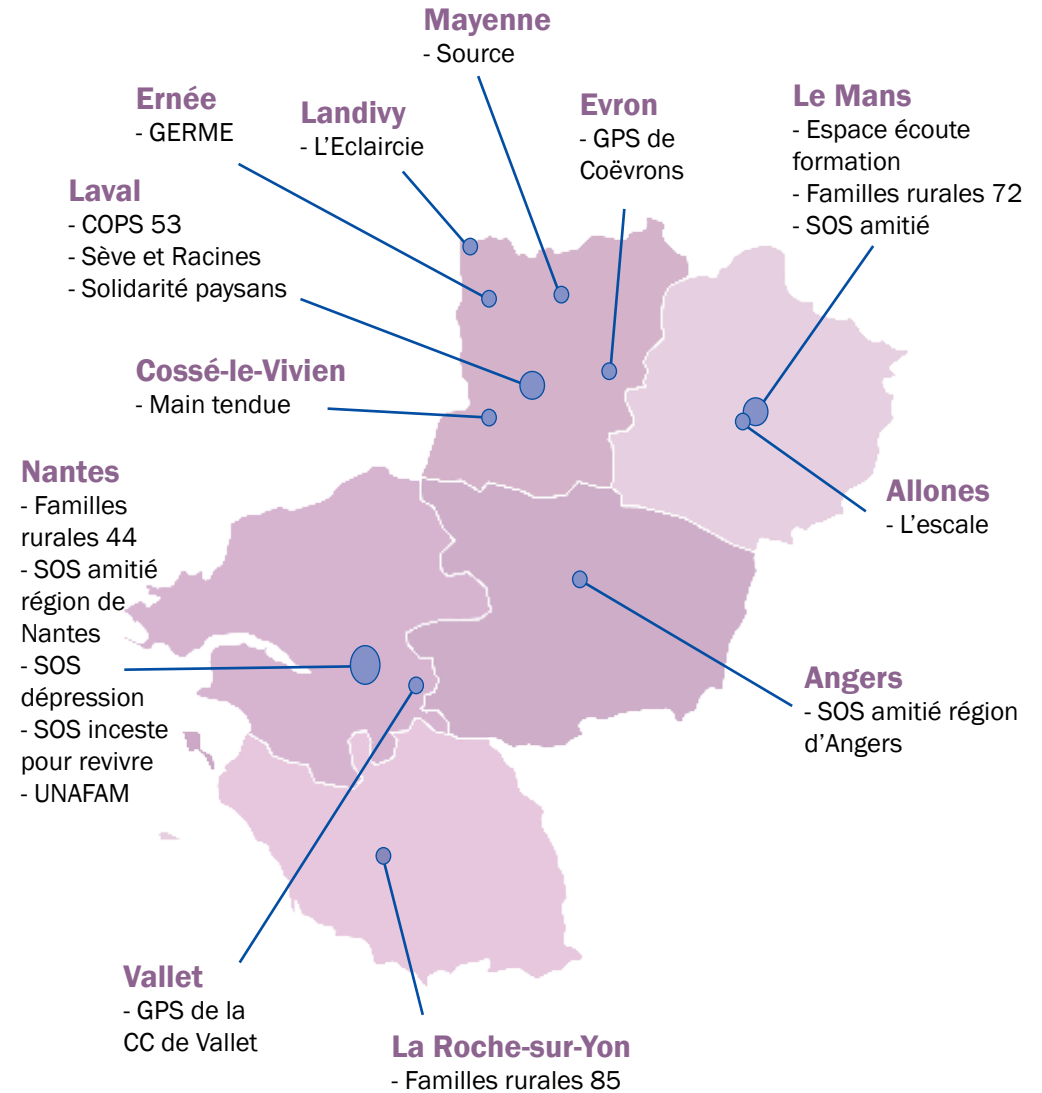 Mayenne
- Source
Ernée
- GERME
Landivy
- L'Eclaircie
Evron
- GPS de
Coëvrons
Le Mans
- Espace écoute
formation
- Familles rurales 72
- SOS amitié
Laval
- COPS 53
- Sève et Racines
- Solidarité paysans
Cossé-le-Vivien
- Main tendue
Nantes
- Familles
rurales 44
- SOS amitié
région de
Nantes
- SOS
dépression
- SOS inceste
pour revivre
- UNAFAM
Allones
- L'escale
Angers
- SOS amitié région
d'Angers
Vallet
- GPS de la
CC de Vallet
La Roche-sur-Yon
- Familles rurales 85